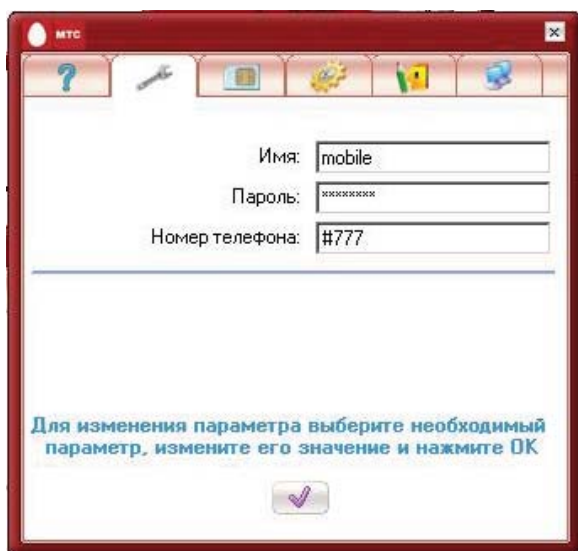 МТС
Имя: mobile
Пароль: ********
Номер телефона: #777
Для изменения параметра выберите необходимый
параметр, измените его значение и нажмите OK